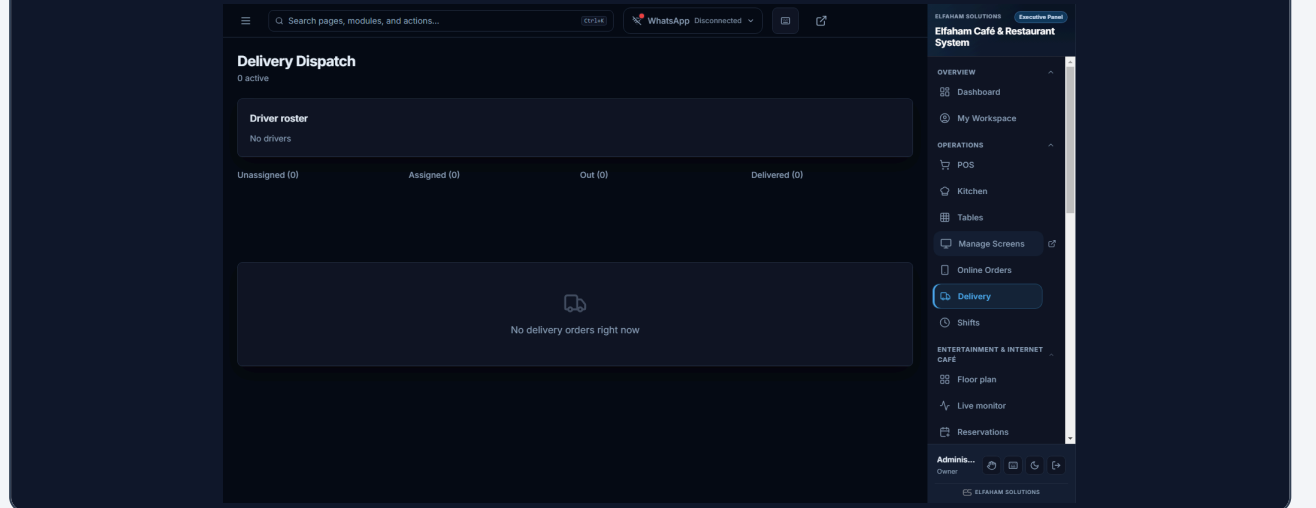 Search pages, modules, and actions...
Ctrl+K
WhatsApp Disconnected
Delivery Dispatch
0 active
Driver roster
No drivers
Unassigned (0)
Assigned (0)
Out (0)
Delivered (0)
No delivery orders right now
ELFAHAM SOLUTIONS
Executive Panel
Elfaham Café & Restaurant
System
OVERVIEW
Dashboard
My Workspace
OPERATIONS
POS
Kitchen
Tables
Manage Screens
Online Orders
Delivery
Shifts
ENTERTAINMENT & INTERNET
CAFÉ
Floor plan
Live monitor
Reservations
Adminis...
Owner
ELFAHAM SOLUTIONS